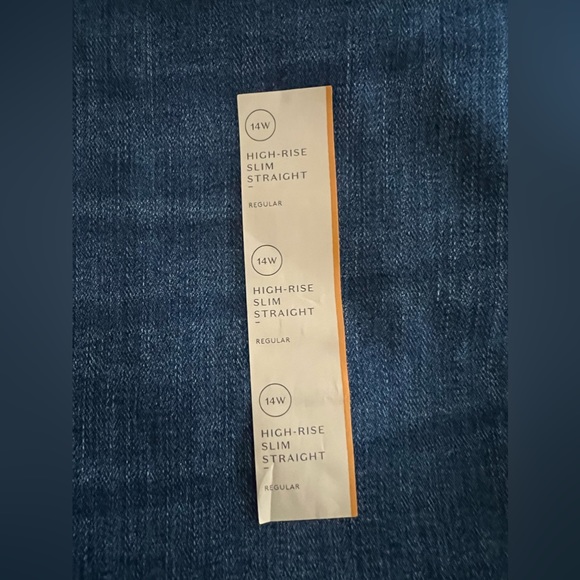 14W
HIGH-RISE
SLIM
STRAIGHT
-
REGULAR
14W
HIGH-RISE
SLIM
STRAIGHT
-
REGULAR
14W
HIGH-RISE
SLIM
STRAIGHT
-
REGULAR